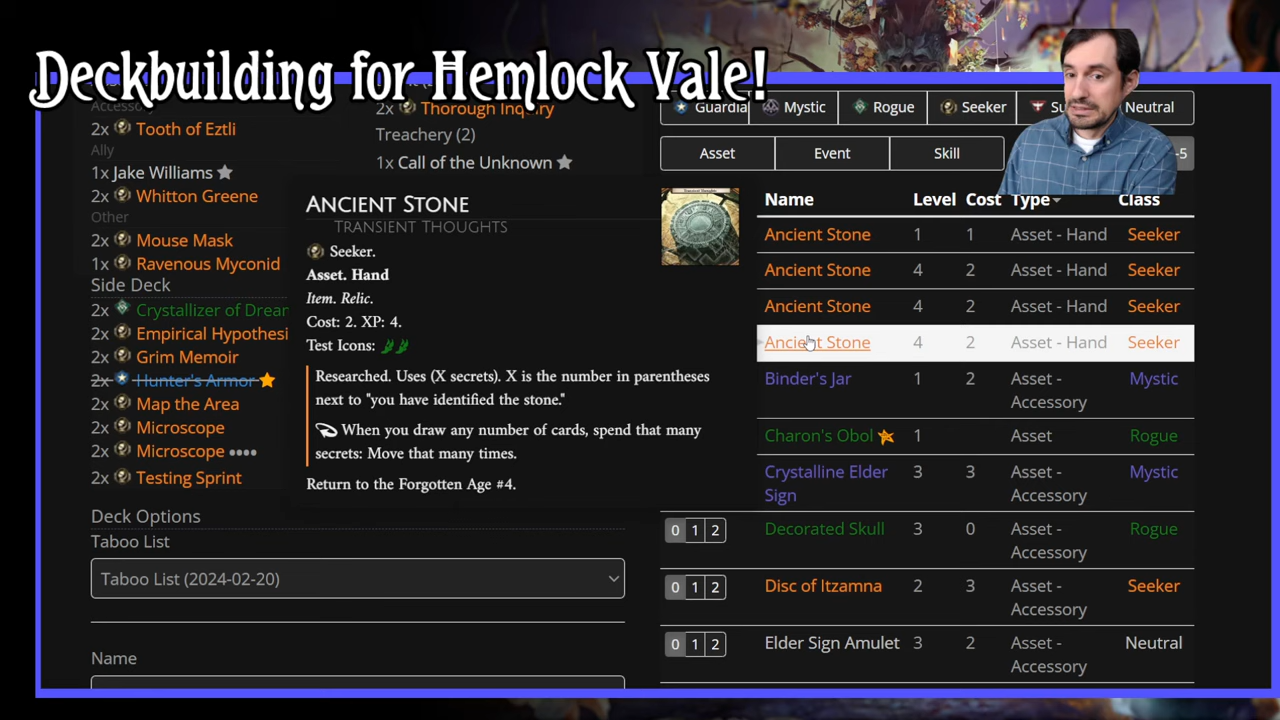 Deckbuilding for Hemlock Vale!
2x Tooth of Eztli
Ally
1x Jake Williams
2x Whitton Greene
Other
2x Mouse Mask
1x Ravenous Myconid
Side Deck
2x Crystallizer of Drean
2x Empirical Hypothesi
2x Grim Memoir
2x Hunter's Armor
2x Map the Area
2x Microscope
2x Microscope
2x Testing Sprint
Deck Options
Taboo List
Taboo List (2024-02-20)
Name
2x Thorough Inquiry
Treachery (2)
1x Call of the Unknown
ANCIENT STONE
TRANSIENT THOUGHTS
Seeker.
Asset. Hand
Item. Relic.
Cost: 2. XP: 4.
Test Icons:
Researched. Uses (X secrets). X is the number in parentheses
next to "you have identified the stone."
When you draw any number of cards, spend that many
secrets: Move that many times.
Return to the Forgotten Age #4.
Guardia Mystic Rogue Seeker Su Neutral
Asset Event Skill -5
Name Level Cost Type Class
Ancient Stone 1 1 Asset - Hand Seeker
Ancient Stone 4 2 Asset - Hand Seeker
Ancient Stone 4 2 Asset - Hand Seeker
Ancient Stone 4 2 Asset - Hand Seeker
Binder's Jar 1 2 Asset - Mystic
Accessory
Charon's Obol 1 Asset Rogue
Crystalline Elder 3 3 Asset - Mystic
Sign Accessory
0 1 2 Decorated Skull 3 0 Asset - Rogue
Accessory
0 1 2 Disc of Itzamna 2 3 Asset - Seeker
Accessory
0 1 2 Elder Sign Amulet 3 2 Asset - Neutral
Accessory